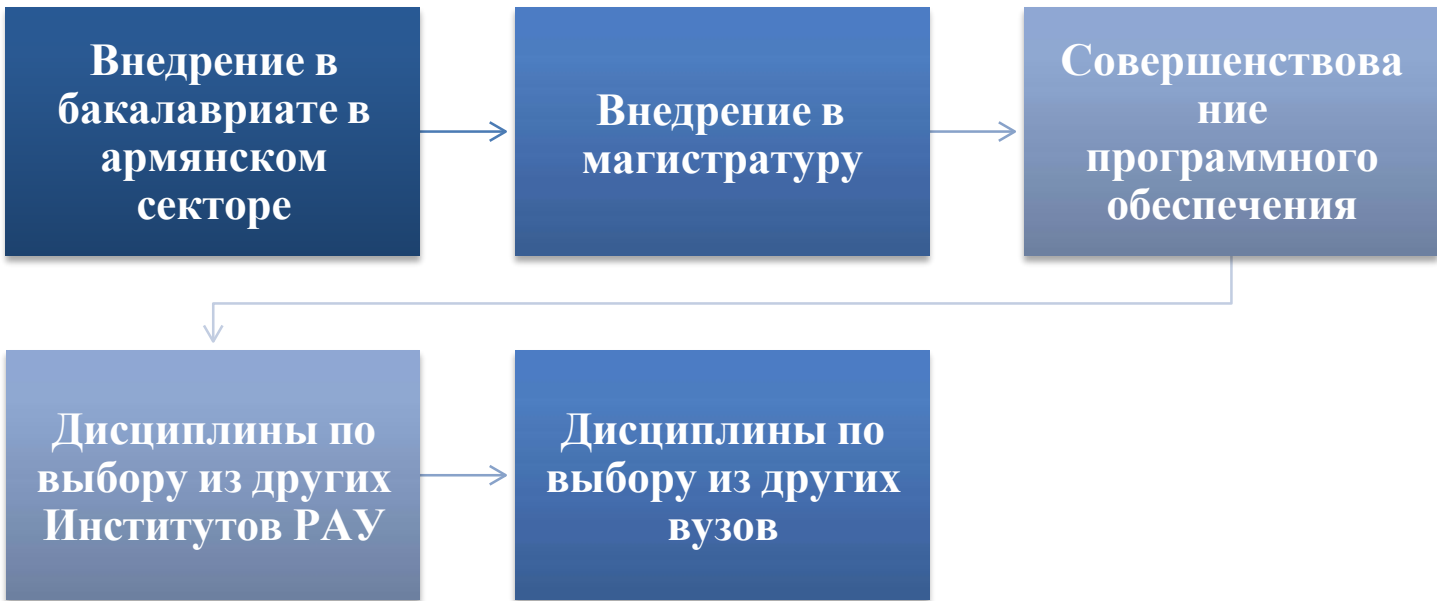 Внедрение в
бакалавриате в
армянском
секторе
Внедрение в
магистратуру
Совершенствова
ние
программного
обеспечения
Дисциплины по
выбору из других
Институтов РАУ
Дисциплины по
выбору из других
вузов